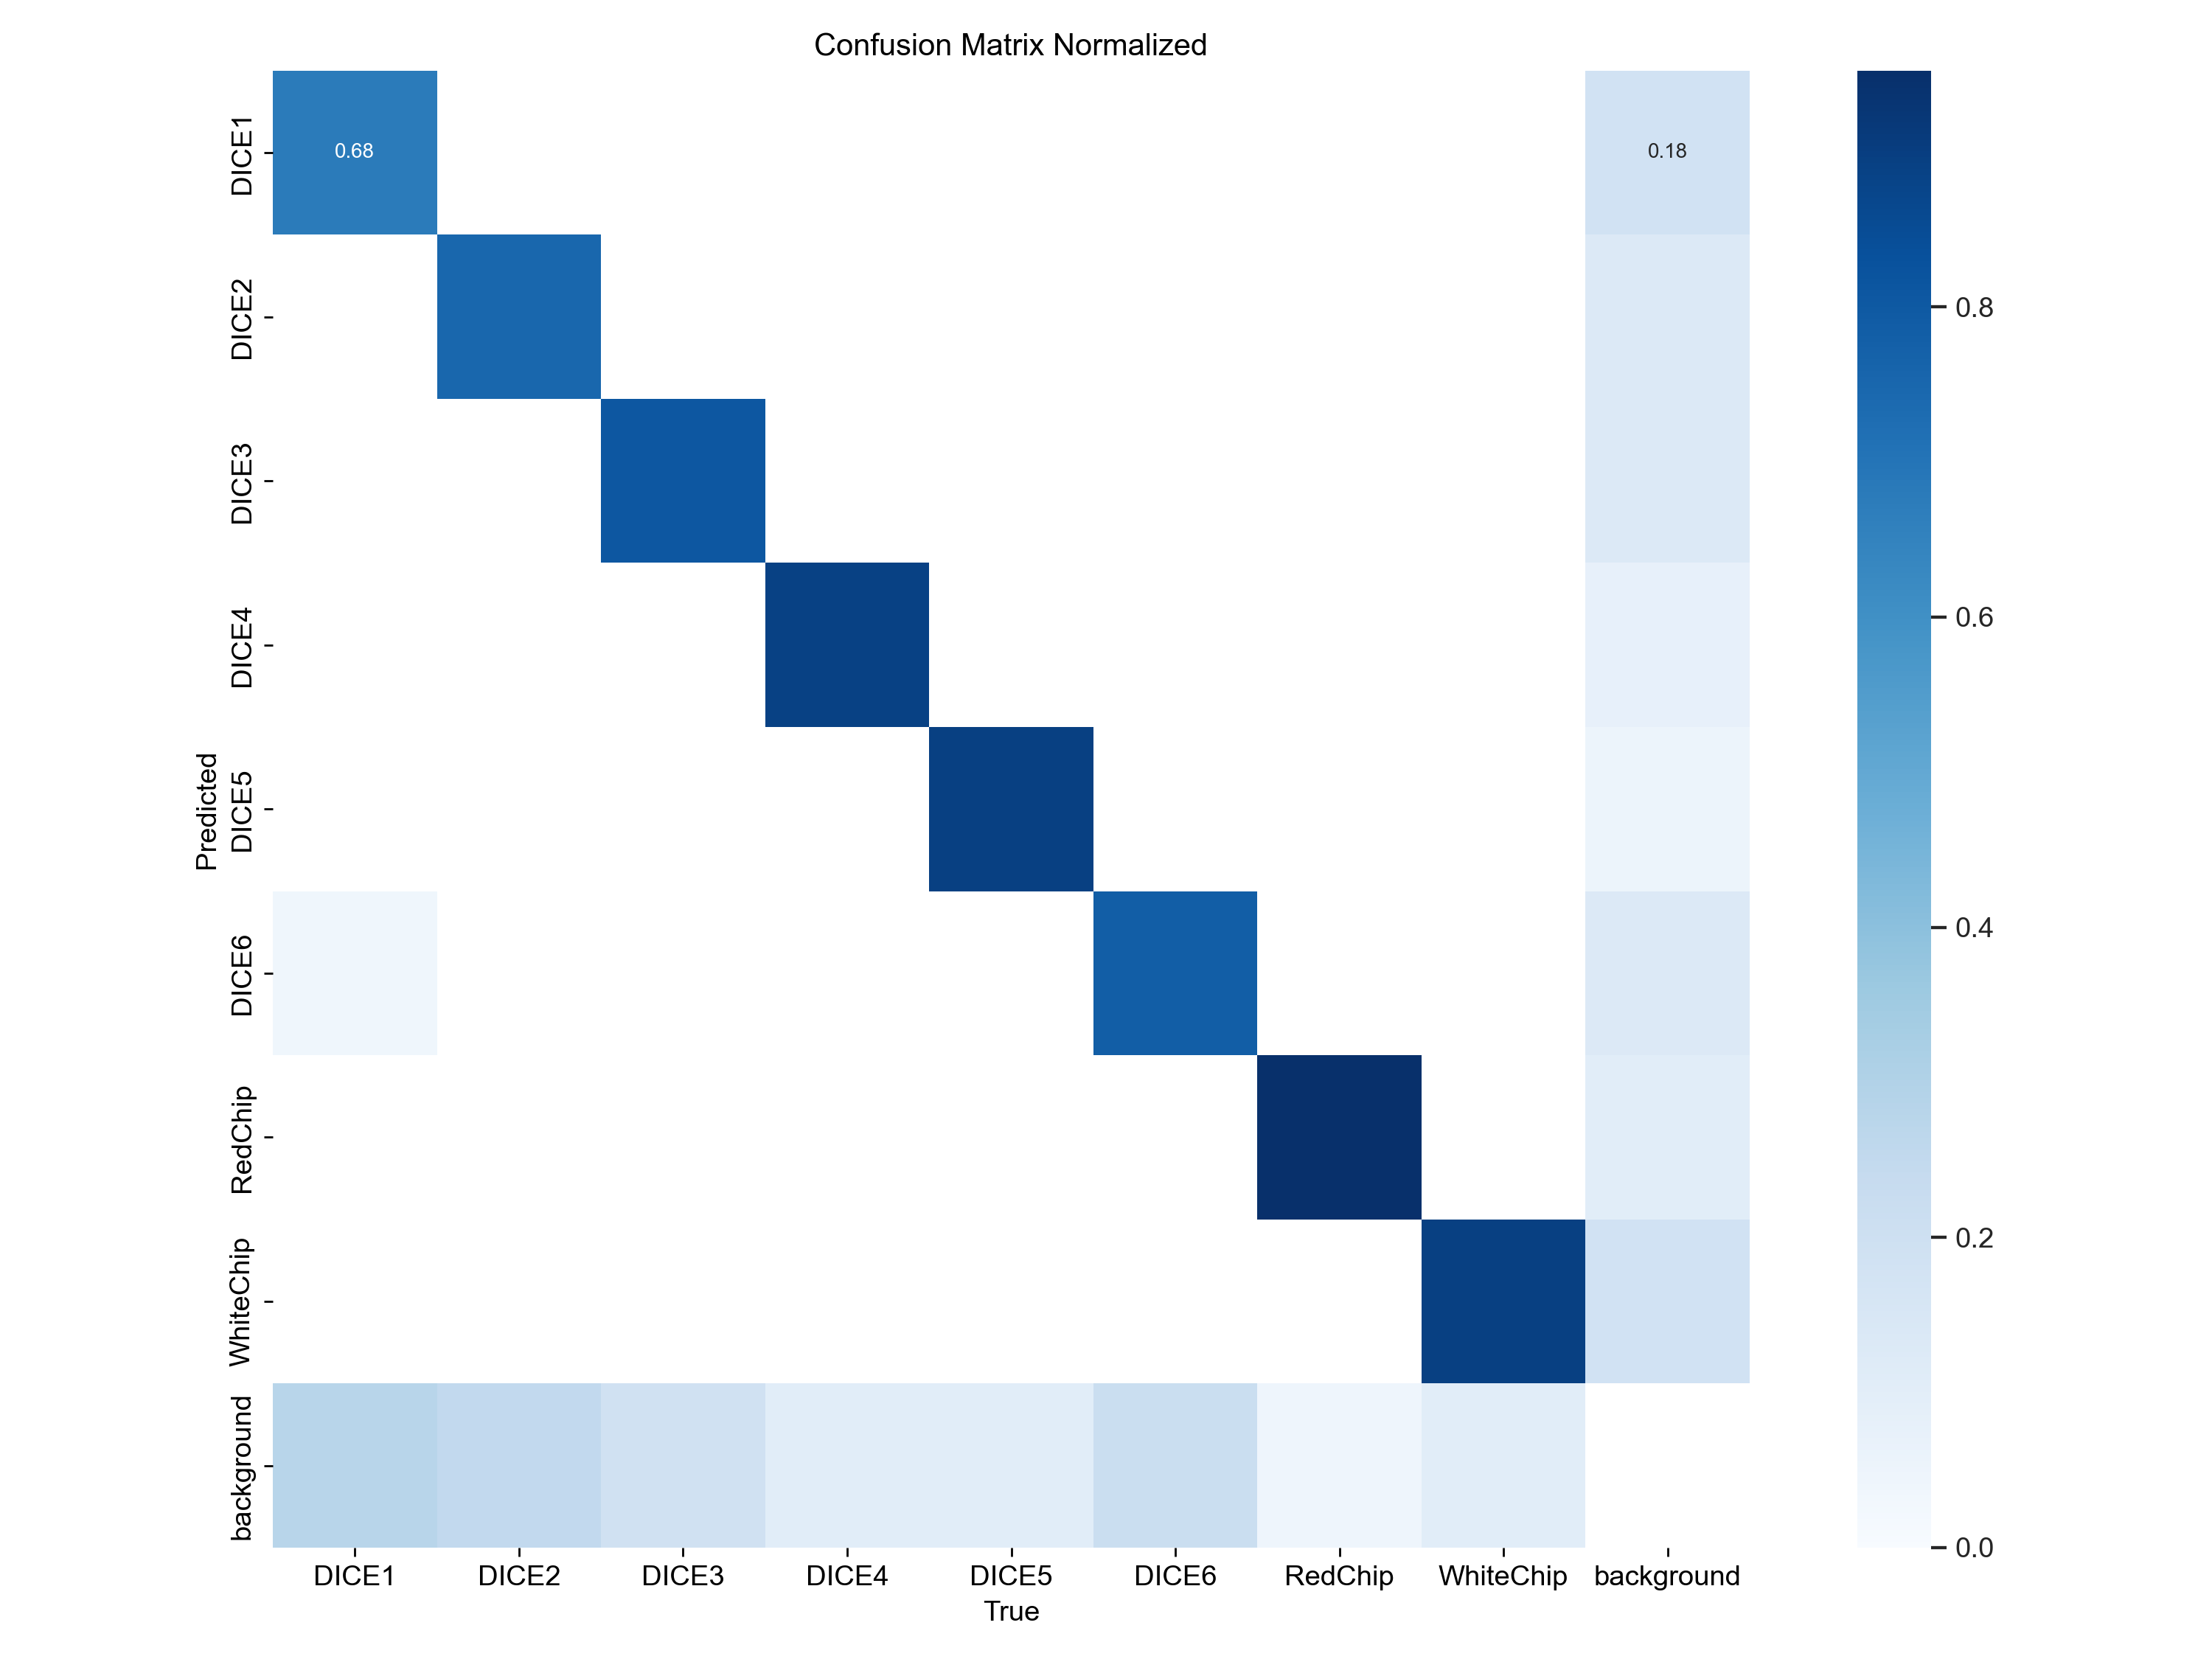 Confusion Matrix Normalized
DICE1
0.68
0.18
DICE2
DICE3
DICE4
DICE5
DICE6
RedChip
WhiteChip
background
Predicted
DICE1 DICE2 DICE3 DICE4 DICE5 DICE6 RedChip WhiteChip background
True
0.8
0.6
0.4
0.2
0.0